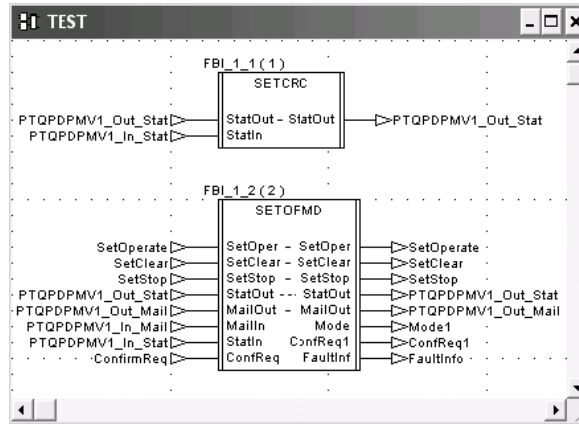 TEST
FBI_1_1(1)
SETCRC
PTQPDPMV1_Out_Stat StatOut - StatOut PTQPDPMV1_Out_Stat
PTQPDPMV1_In_Stat StatIn
FBI_1_2(2)
SETOFMD
SetOperate SetOper - SetOper SetOperate
SetClear SetClear - SetClear SetClear
SetStop SetStop - SetStop SetStop
PTQPDPMV1_Out_Stat StatOut --- StatOut PTQPDPMV1_Out_Stat
PTQPDPMV1_Out_Mail MailOut - MailOut PTQPDPMV1_Out_Mail
PTQPDPMV1_In_Mail MailIn Mode Mode1
PTQPDPMV1_In_Stat StatIn ConfReq1 ConfReq1
ConfirmReq ConfReq FaultInf FaultInfo